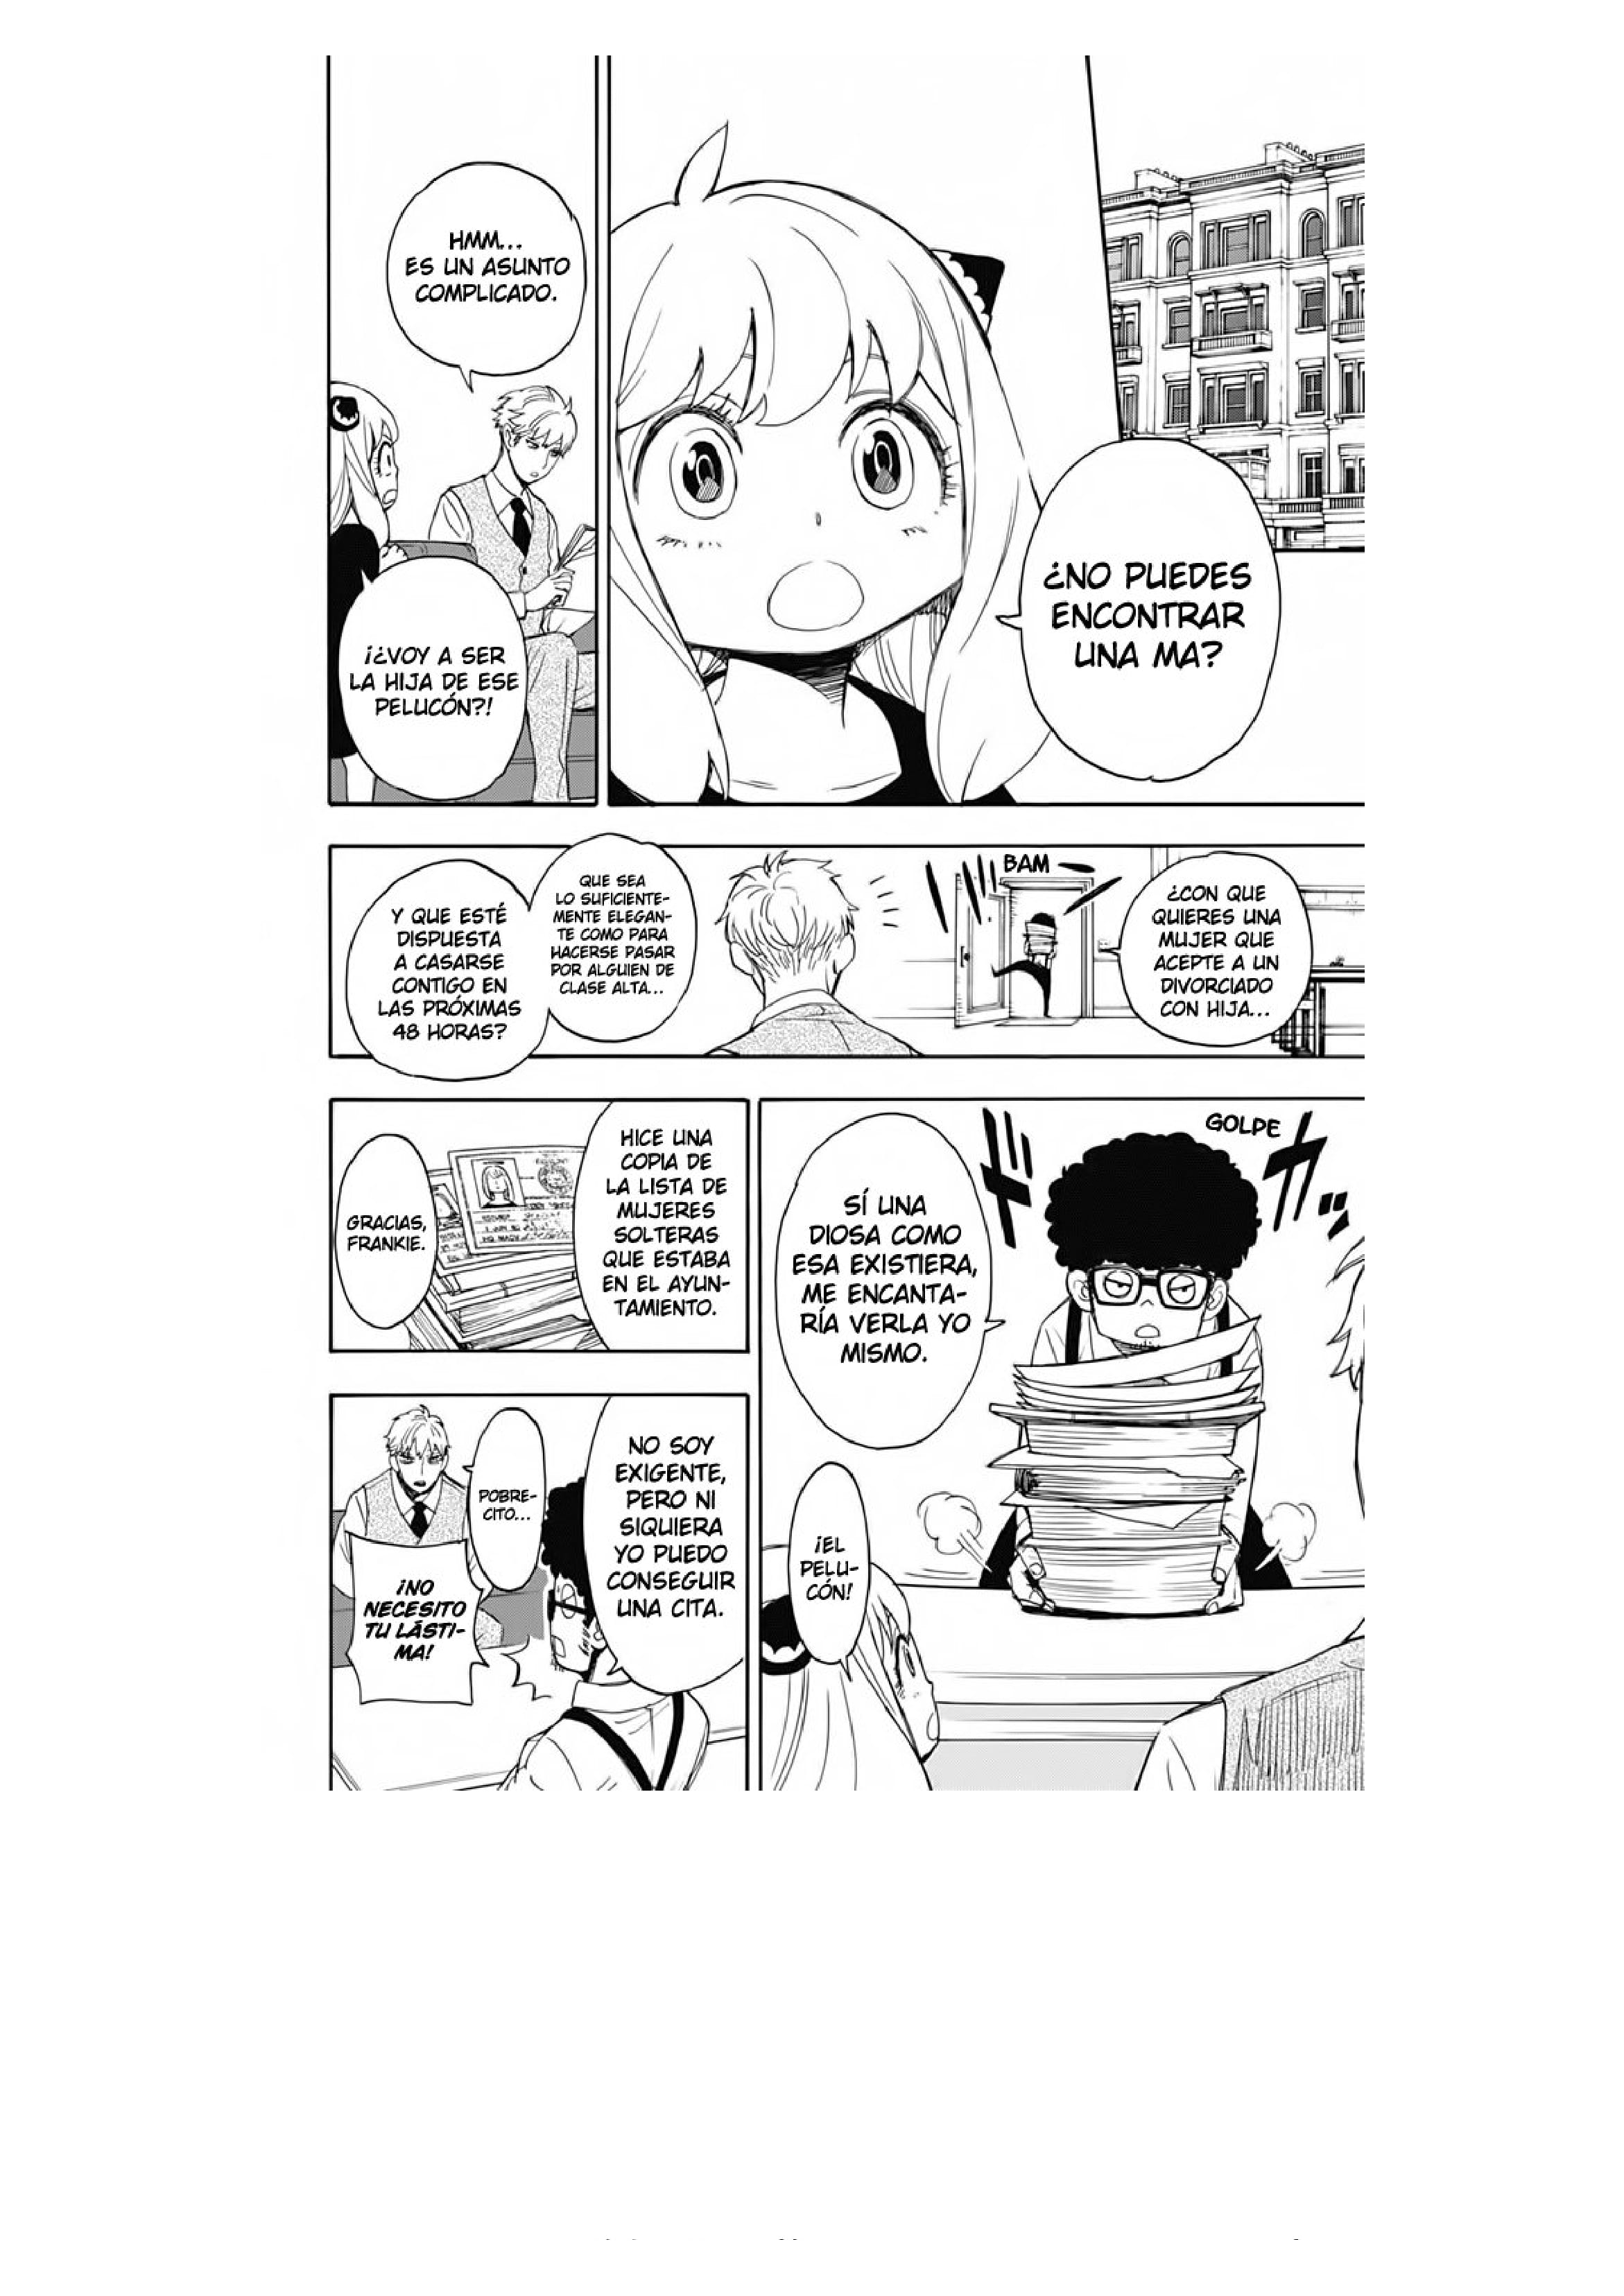 ¿NO PUEDES
ENCONTRAR
UNA MA?
HMM...
ES UN ASUNTO
COMPLICADO.
¡¿VOY A SER
LA HIJA DE ESE
PELUCÓN?!
¿CON QUE
QUIERES UNA
MUJER QUE
ACEPTE A UN
DIVORCIADO
CON HIJA...
BAM
QUE SEA
LO SUFICIENTE-
MENTE ELEGAN-
TE COMO PARA
HACERSE PASAR
POR ALGUIEN DE
CLASE ALTA...
Y QUE ESTÉ
DISPUESTA
A CASARSE
CONTIGO EN
LAS PRÓXIMAS
48 HORAS?
GOLPE
SÍ UNA
DIOSA COMO
ESA EXISTIERA,
ME ENCANTA-
RÍA VERLA YO
MISMO.
¡EL
PELU-
CÓN!
HICE UNA
COPIA DE
LA LISTA DE
MUJERES
SOLTERAS
QUE ESTABA
EN EL AYUN-
TAMIENTO.
GRACIAS,
FRANKIE.
NO SOY
EXIGENTE,
PERO NI
SIQUIERA
YO PUEDO
CONSEGUIR
UNA CITA.
POBRE-
CITO...
¡NO
NECESITO
TU LÁSTI-
MA!